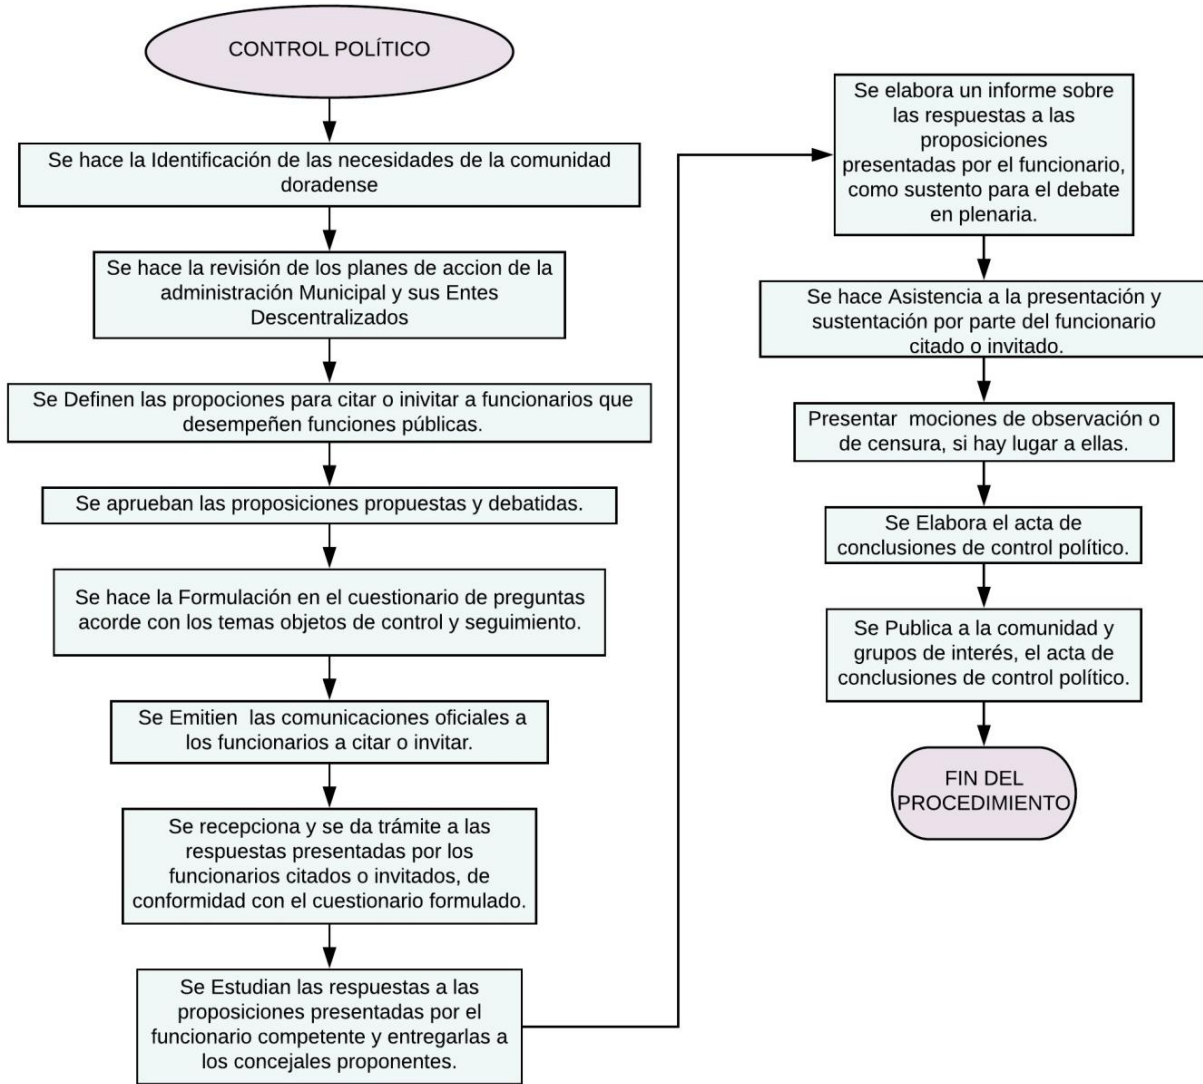 CONTROL POLÍTICO
Se hace la Identificación de las necesidades de la comunidad
doradense
Se hace la revisión de los planes de accion de la
administración Municipal y sus Entes
Descentralizados
Se Definen las propociones para citar o inivitar a funcionarios que
desempeñen funciones públicas.
Se aprueban las proposiciones propuestas y debatidas.
Se hace la Formulación en el cuestionario de preguntas
acorde con los temas objetos de control y seguimiento.
Se Emitien las comunicaciones oficiales a
los funcionarios a citar o invitar.
Se recepciona y se da trámite a las
respuestas presentadas por los
funcionarios citados o invitados, de
conformidad con el cuestionario formulado.
Se Estudian las respuestas a las
proposiciones presentadas por el
funcionario competente y entregarlas a
los concejales proponentes.
Se elabora un informe sobre
las respuestas a las
proposiciones
presentadas por el funcionario,
como sustento para el debate
en plenaria.
Se hace Asistencia a la presentación y
sustentación por parte del funcionario
citado o invitado.
Presentar mociones de observación o
de censura, si hay lugar a ellas.
Se Elabora el acta de
conclusiones de control político.
Se Publica a la comunidad y
grupos de interés, el acta de
conclusiones de control político.
FIN DEL
PROCEDIMIENTO